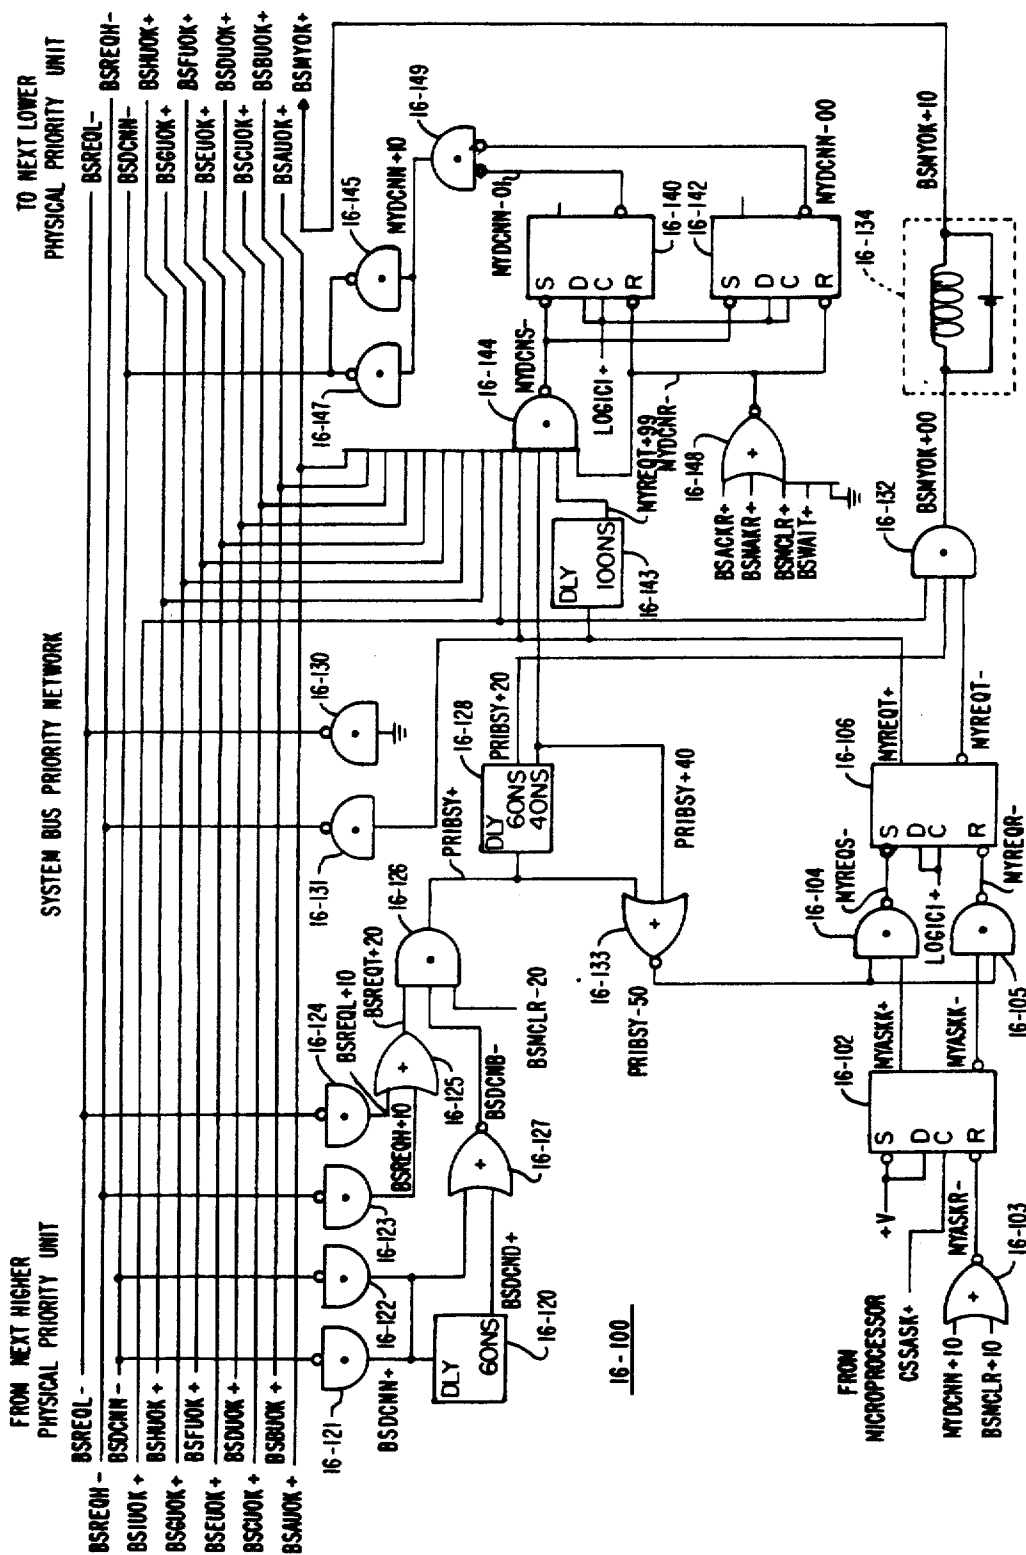 FROM NEXT HIGHER
PHYSICAL PRIORITY UNIT
SYSTEM BUS PRIORITY NETWORK
TO NEXT LOWER
PHYSICAL PRIORITY UNIT
BSREQL-
BSREQH-
BSDCNN-
BSIUOK+
BSHUOK+
BSGUOK+
BSFUOK+
BSEUOK+
BSDUOK+
BSCUOK+
BSBUOK+
BSAUOK+
BSREQL-
BSREQH-
BSDCNN-
BSHUOK+
BSGUOK+
BSFUOK+
BSEUOK+
BSDUOK+
BSCUOK+
BSBUOK+
BSAUOK+
BSMYOK+
16-121
16-122
16-123
16-124
BSDCNN+
DLY
60NS
16-120
BSDCND+
BSREQH+10
BSREQL+10
BSREQT+20
16-125
16-127
BSDCNB-
BSMCLR-20
16-126
PRIBSY+
16-131
16-130
DLY
60NS
40NS
16-128
PRIBSY+20
PRIBSY+40
16-133
PRIBSY-50
DLY
100NS
16-143
MYREQT+99
16-147
16-145
MYDCNN+10
16-149
16-144
MYDCNS-
LOGIC1+
S
D
C
R
16-140
MYDCNN-01
S
D
C
R
16-142
MYDCNN-00
MYDCNR-
16-148
BSACKR+
BSNAKR+
BSMCLR+
BSWAIT+
16-100
FROM
MICROPROCESSOR
CSSASK+
MYDCNN+10
BSMCLR+10
16-103
MYASKR-
+V
S
D
C
R
16-102
MYASKK+
MYASKK-
16-104
16-105
MYREQS-
LOGIC1+
MYREQR-
S
D
C
R
16-106
MYREQT+
MYREQT-
16-132
BSMYOK+00
16-134
BSMYOK+10